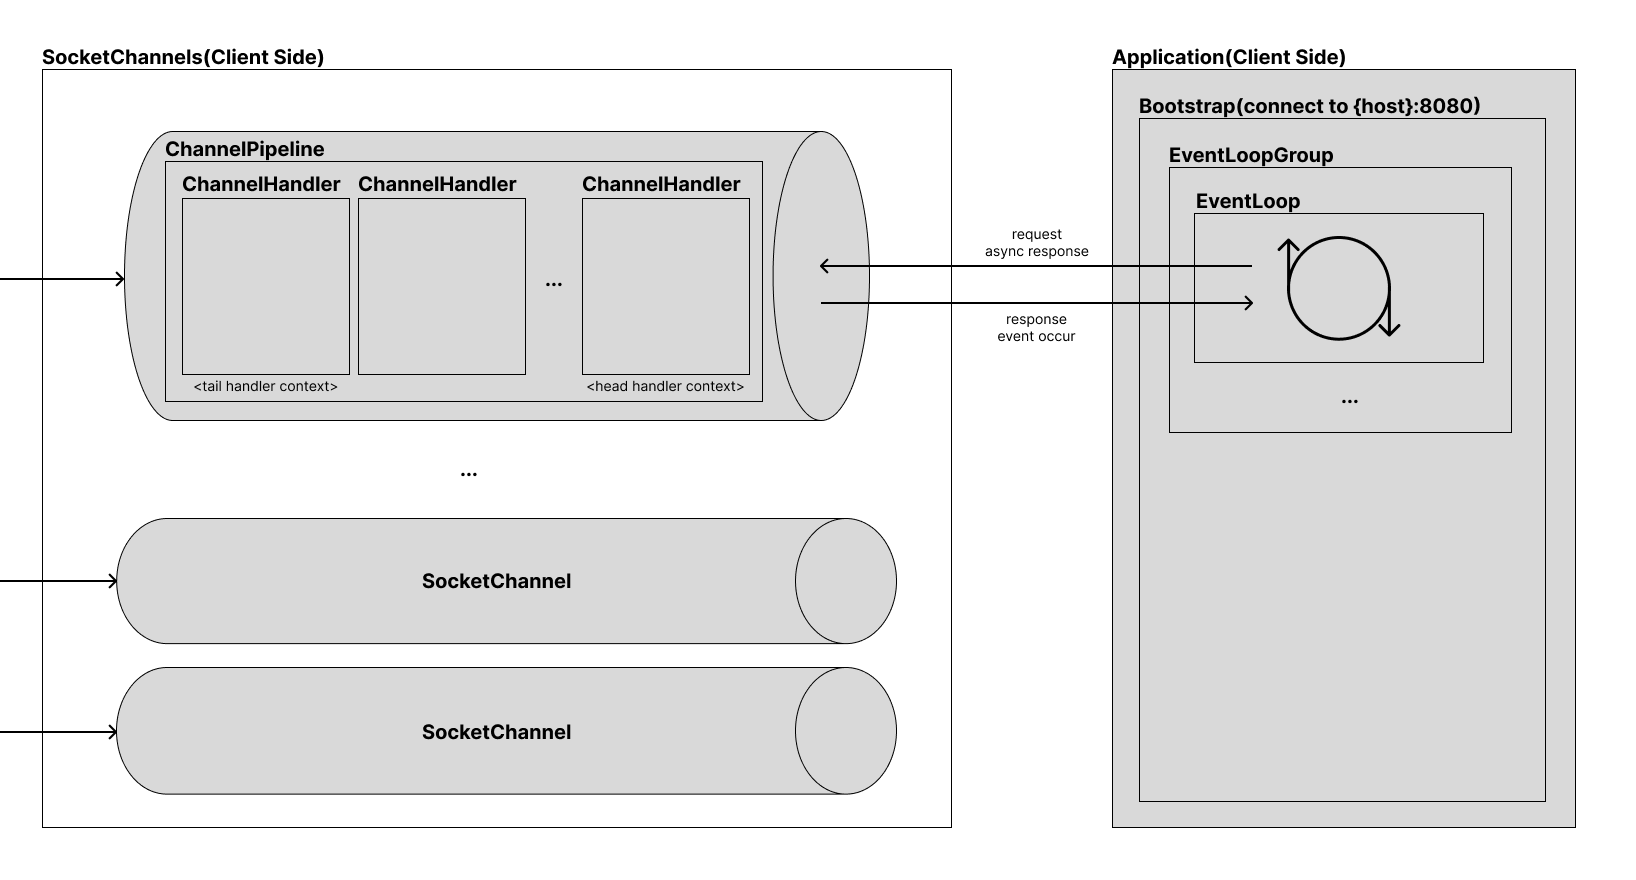 SocketChannels(Client Side)
ChannelPipeline
ChannelHandler
ChannelHandler
...
ChannelHandler
<tail handler context>
<head handler context>
...
SocketChannel
SocketChannel
request
async response
response
event occur
Application(Client Side)
Bootstrap(connect to {host}:8080)
EventLoopGroup
EventLoop
...